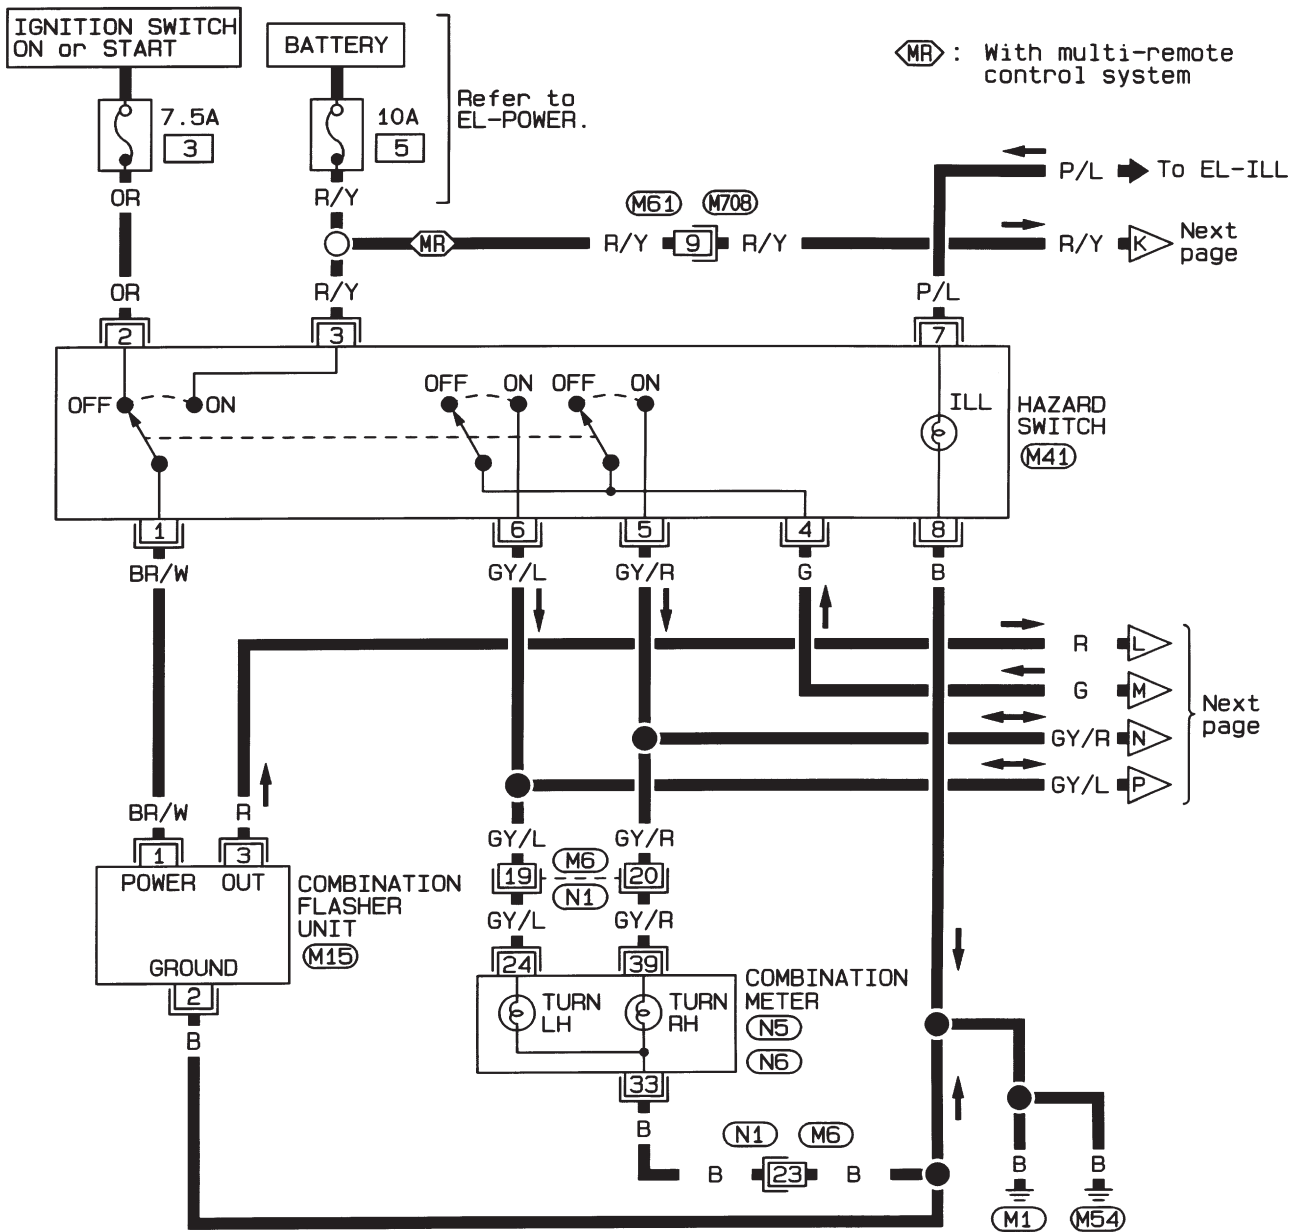 IGNITION SWITCH
ON or START
BATTERY
MR : With multi-remote
control system
7.5A
3
10A
5
Refer to
EL-POWER.
P/L To EL-ILL
OR
R/Y
M61 M708
MR R/Y 9 R/Y R/Y K Next
page
OR
R/Y
P/L
2
3
7
OFF ON
OFF ON OFF ON
ILL
HAZARD
SWITCH
M41
1
6
5
4
8
BR/W
GY/L
GY/R
G
B
R L
G M
GY/R N
GY/L P
Next
page
BR/W
R
GY/L
GY/R
1
3
POWER OUT
COMBINATION
FLASHER
UNIT
M15
GROUND
2
B
19
M6
N1
20
GY/L
GY/R
24
39
TURN
LH
TURN
RH
COMBINATION
METER
N5
N6
33
B
N1 M6
B 23 B
B
B
M1
M54